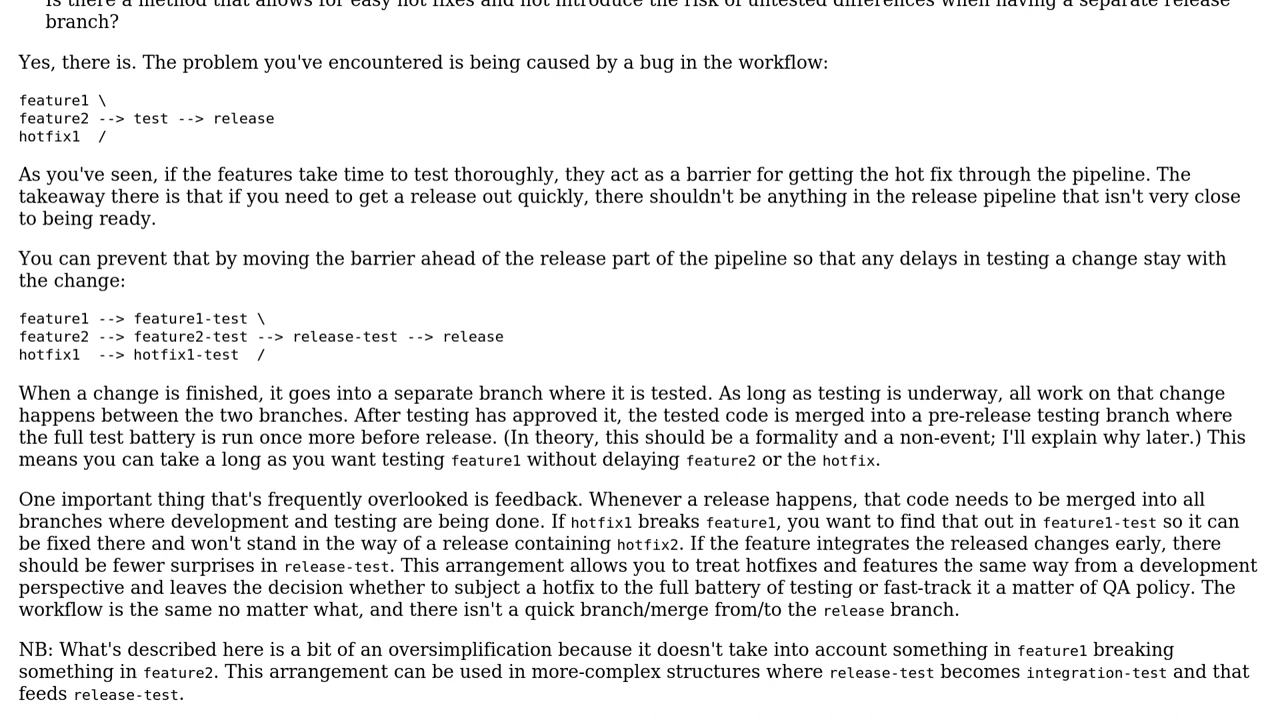 Is there a method that allows for easy hot fixes and not introduce the risk of untested differences when having a separate release
branch?
Yes, there is. The problem you've encountered is being caused by a bug in the workflow:
feature1 \
feature2 --> test --> release
hotfix1  /
As you've seen, if the features take time to test thoroughly, they act as a barrier for getting the hot fix through the pipeline. The
takeaway there is that if you need to get a release out quickly, there shouldn't be anything in the release pipeline that isn't very close
to being ready.
You can prevent that by moving the barrier ahead of the release part of the pipeline so that any delays in testing a change stay with
the change:
feature1 --> feature1-test \
feature2 --> feature2-test --> release-test --> release
hotfix1  --> hotfix1-test  /
When a change is finished, it goes into a separate branch where it is tested. As long as testing is underway, all work on that change
happens between the two branches. After testing has approved it, the tested code is merged into a pre-release testing branch where
the full test battery is run once more before release. (In theory, this should be a formality and a non-event; I'll explain why later.) This
means you can take a long as you want testing feature1 without delaying feature2 or the hotfix.
One important thing that's frequently overlooked is feedback. Whenever a release happens, that code needs to be merged into all
branches where development and testing are being done. If hotfix1 breaks feature1, you want to find that out in feature1-test so it can
be fixed there and won't stand in the way of a release containing hotfix2. If the feature integrates the released changes early, there
should be fewer surprises in release-test. This arrangement allows you to treat hotfixes and features the same way from a development
perspective and leaves the decision whether to subject a hotfix to the full battery of testing or fast-track it a matter of QA policy. The
workflow is the same no matter what, and there isn't a quick branch/merge from/to the release branch.
NB: What's described here is a bit of an oversimplification because it doesn't take into account something in feature1 breaking
something in feature2. This arrangement can be used in more-complex structures where release-test becomes integration-test and that
feeds release-test.